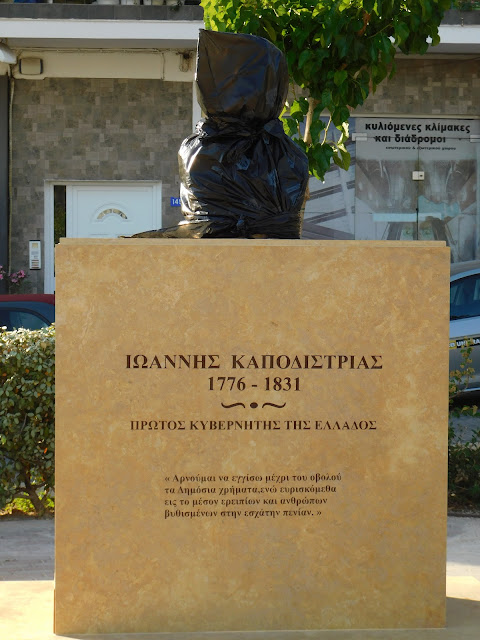 κυλιόμενες κλίμακες
και διάδρομοι
ΙΩΑΝΝΗΣ ΚΑΠΟΔΙΣΤΡΙΑΣ
1776 - 1831
ΠΡΩΤΟΣ ΚΥΒΕΡΝΗΤΗΣ ΤΗΣ ΕΛΛΑΔΟΣ
« Αρνούμαι να εγγίσω μέχρι του οβολού
τα Δημόσια χρήματα,ενώ ευρισκόμεθα
εις το μέσον ερειπίων και ανθρώπων
βυθισμένων στην εσχάτην πενίαν. »